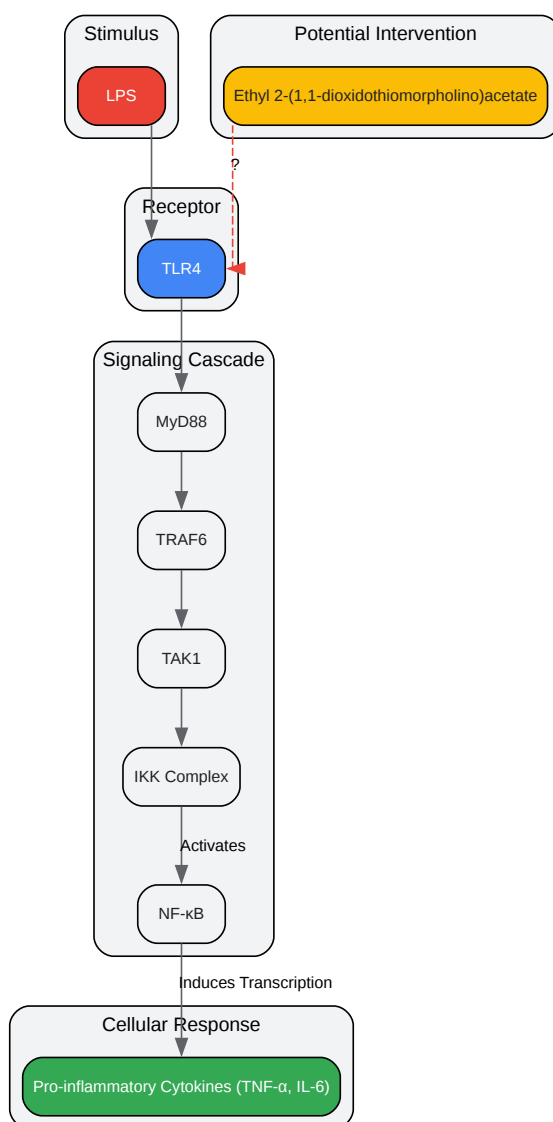 Stimulus
Potential Intervention
LPS
Ethyl 2-(1,1-dioxidothiomorpholino)acetate
?
Receptor
TLR4
Signaling Cascade
MyD88
TRAF6
TAK1
IKK Complex
Activates
NF-κB
Induces Transcription
Cellular Response
Pro-inflammatory Cytokines (TNF-α, IL-6)